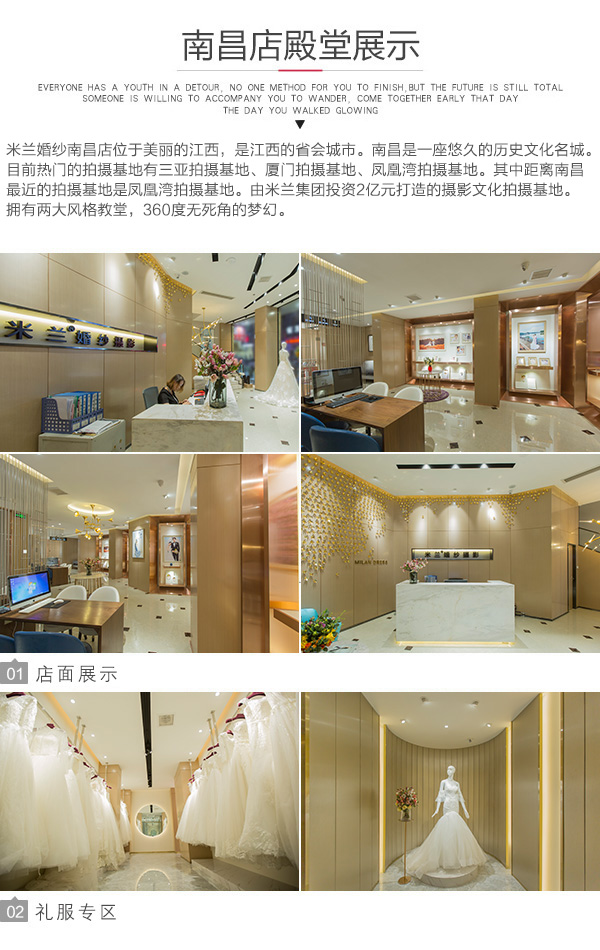 南昌店殿堂展示
EVERYONE HAS A YOUTH IN A DETOUR, NO ONE METHOD FOR YOU TO FINISH,BUT THE FUTURE IS STILL TOTAL
SOMEONE IS WILLING TO ACCOMPANY YOU TO WANDER, COME TOGETHER EARLY THAT DAY
THE DAY YOU WALKED GLOWING
米兰婚纱南昌店位于美丽的江西，是江西的省会城市。南昌是一座悠久的历史文化名城。
目前热门的拍摄基地有三亚拍摄基地、厦门拍摄基地、凤凰湾拍摄基地。其中距离南昌
最近的拍摄基地是凤凰湾拍摄基地。由米兰集团投资2亿元打造的摄影文化拍摄基地。
拥有两大风格教堂，360度无死角的梦幻。
米兰®婚纱摄影
米兰®婚纱摄影
01 店面展示
02 礼服专区